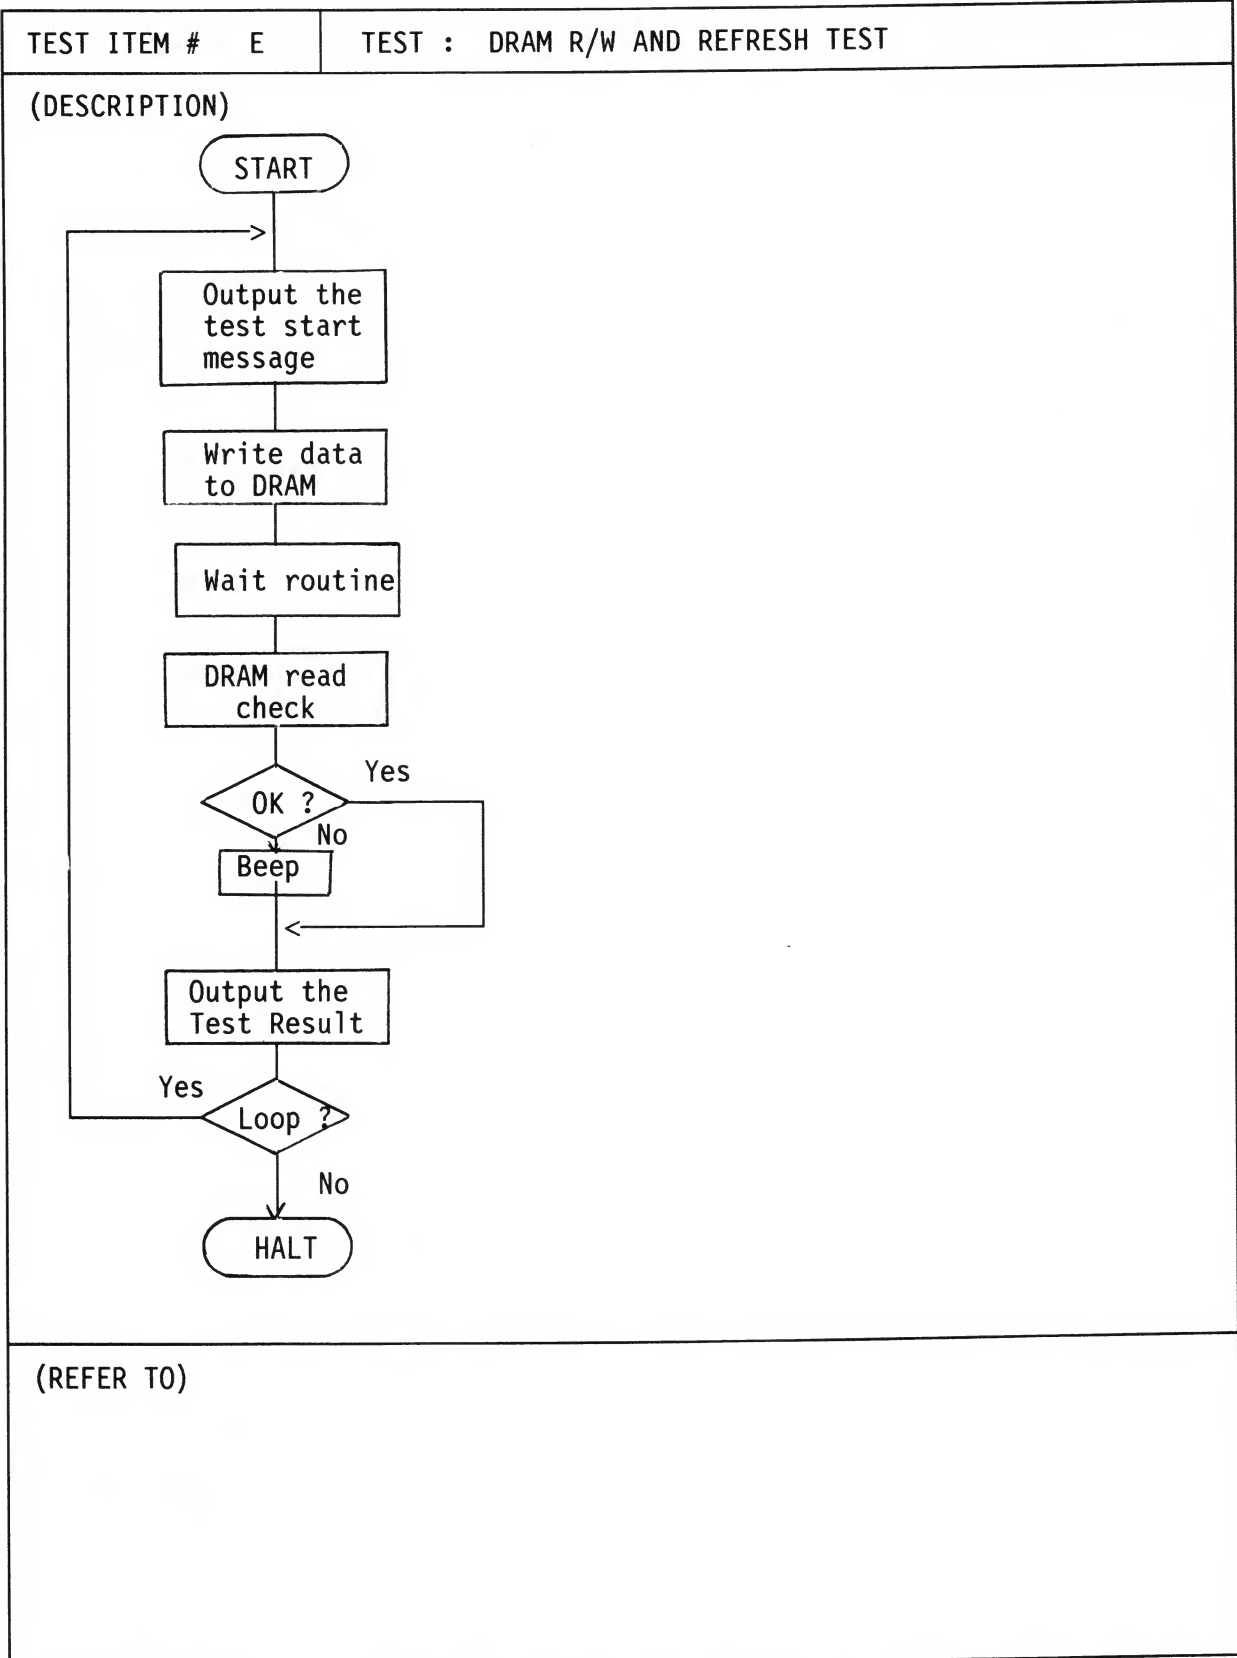 TEST ITEM # E
TEST : DRAM R/W AND REFRESH TEST
(DESCRIPTION)
START
Output the
test start
message
Write data
to DRAM
Wait routine
DRAM read
check
Yes
OK ?
No
Beep
Output the
Test Result
Yes
Loop ?
No
HALT
(REFER TO)